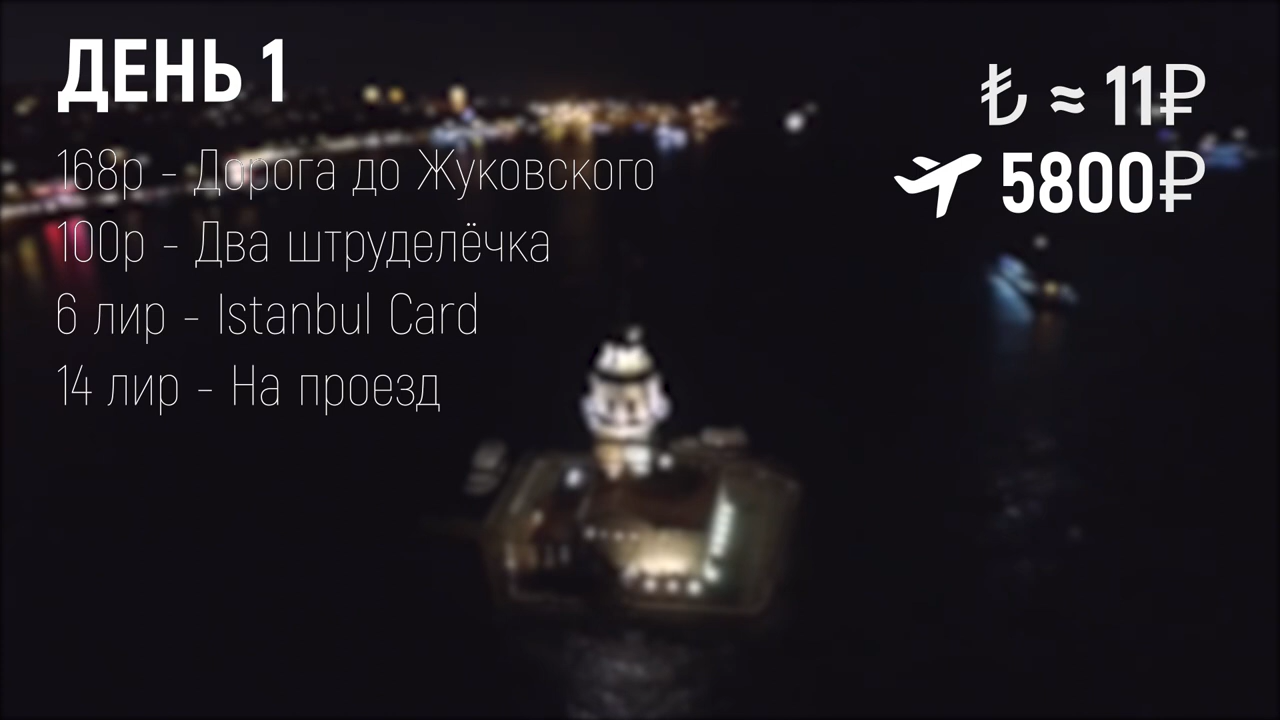 ДЕНЬ 1
168р - Дорога до Жуковского
100р - Два штруделёчка
6 лир - Istanbul Card
14 лир - На проезд
₺ ≈ 11₽
5800₽